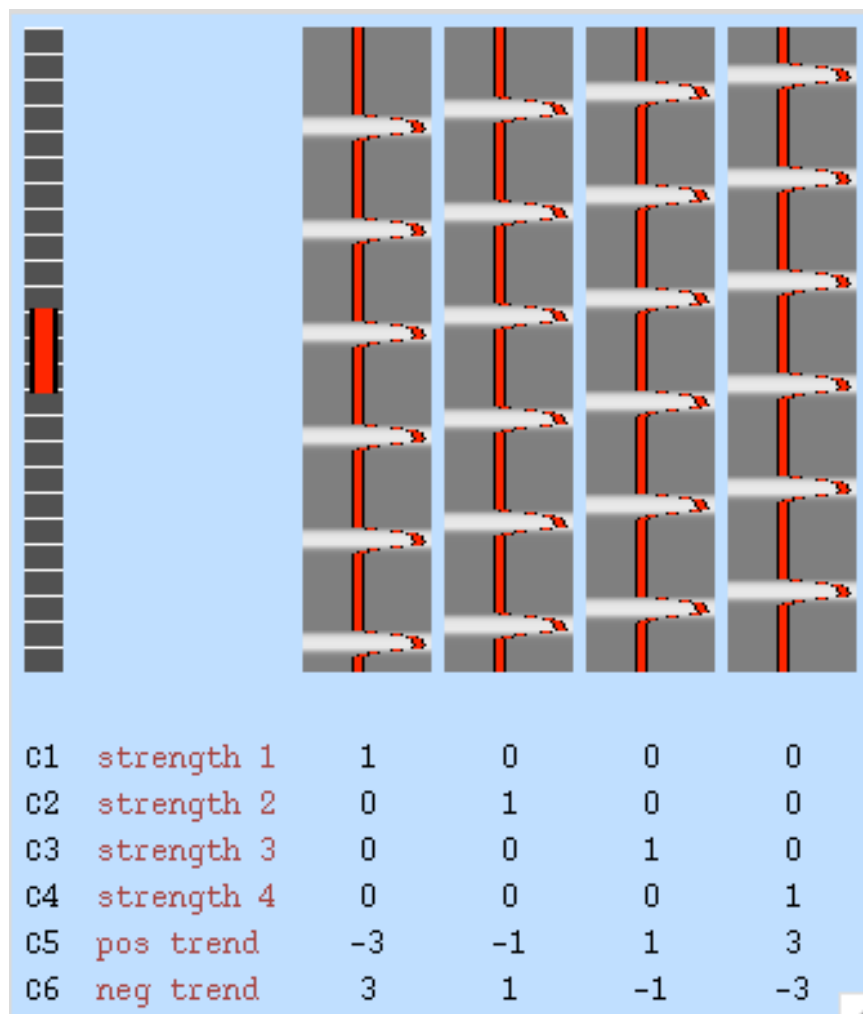 C1 strength 1 1 0 0 0
C2 strength 2 0 1 0 0
C3 strength 3 0 0 1 0
C4 strength 4 0 0 0 1
C5 pos trend -3 -1 1 3
C6 neg trend 3 1 -1 -3